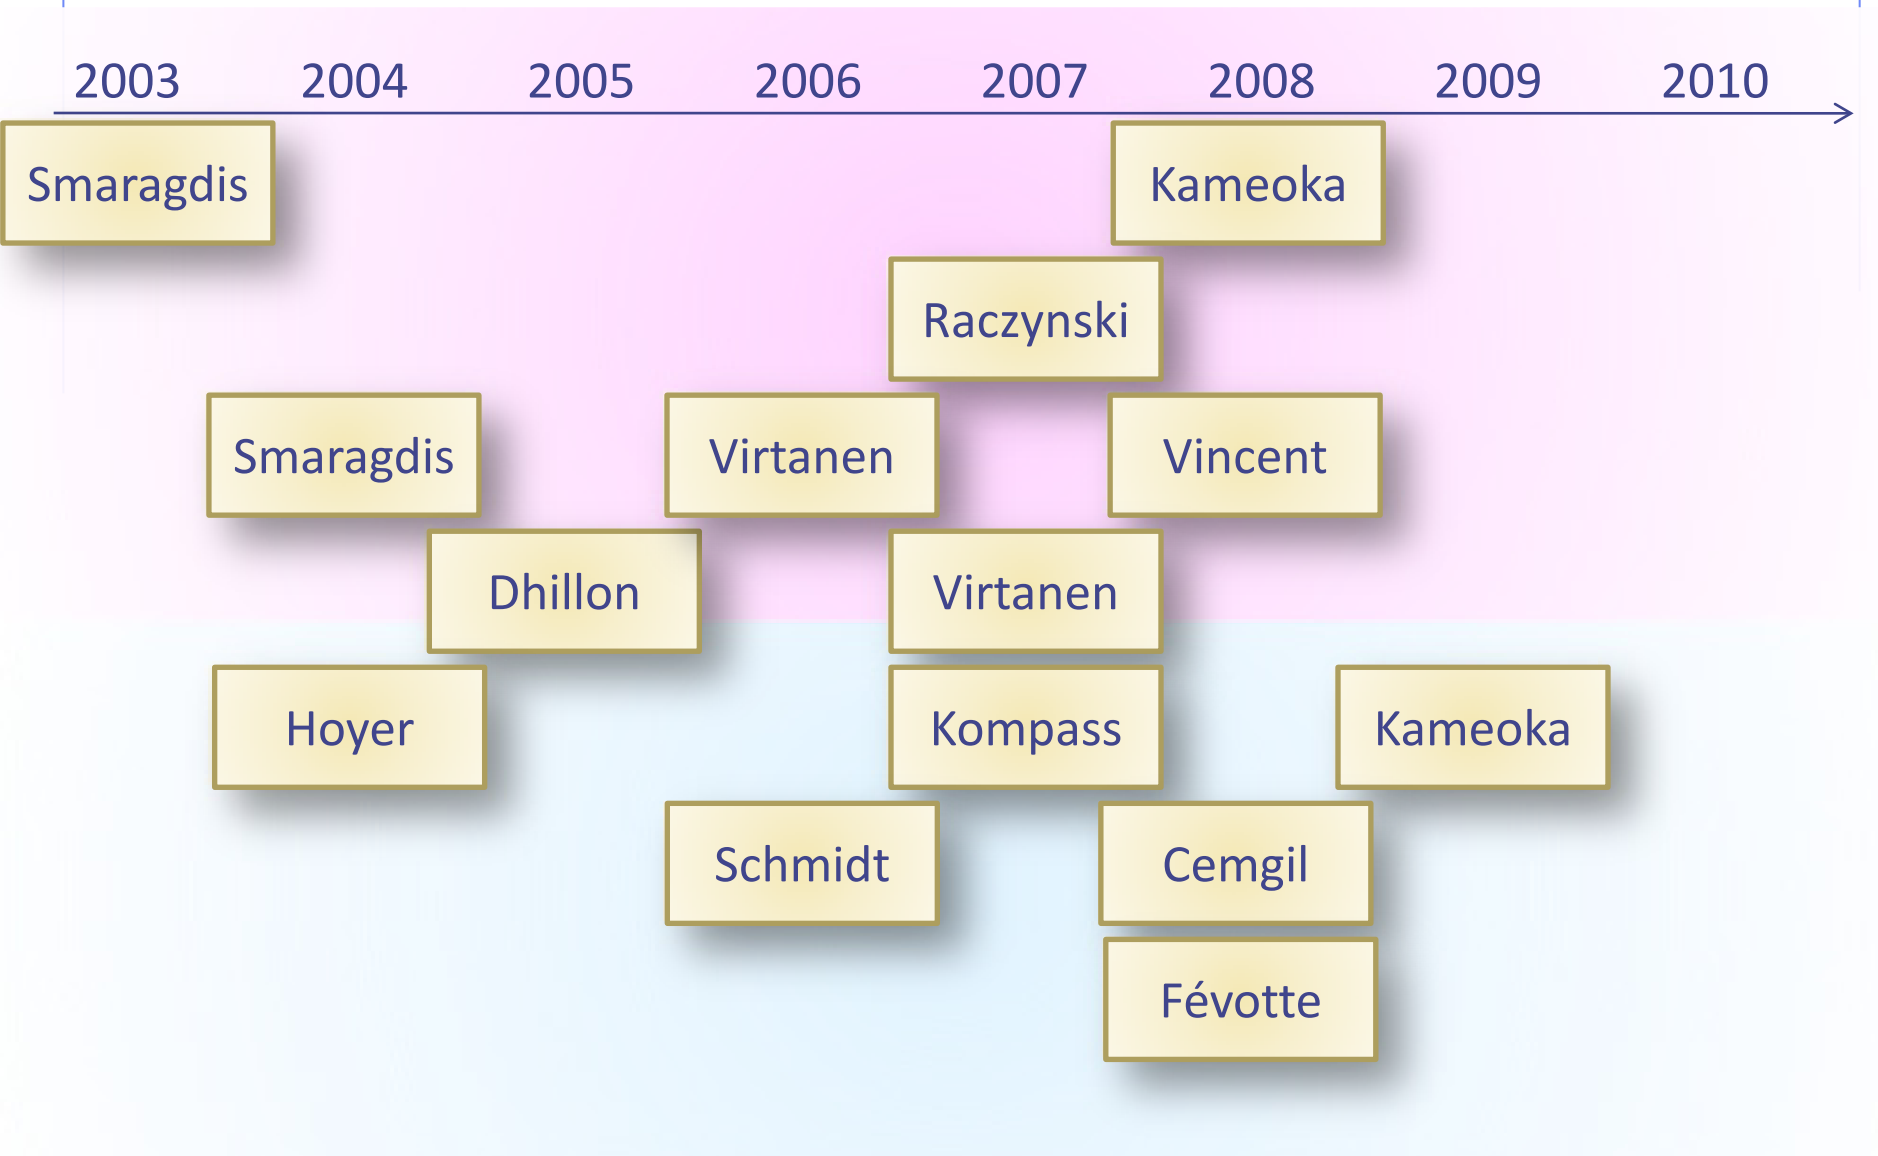 2003 2004 2005 2006 2007 2008 2009 2010
Smaragdis Kameoka
Raczynski
Smaragdis Virtanen Vincent
Dhillon Virtanen
Hoyer Kompass Kameoka
Schmidt Cemgil
Févotte